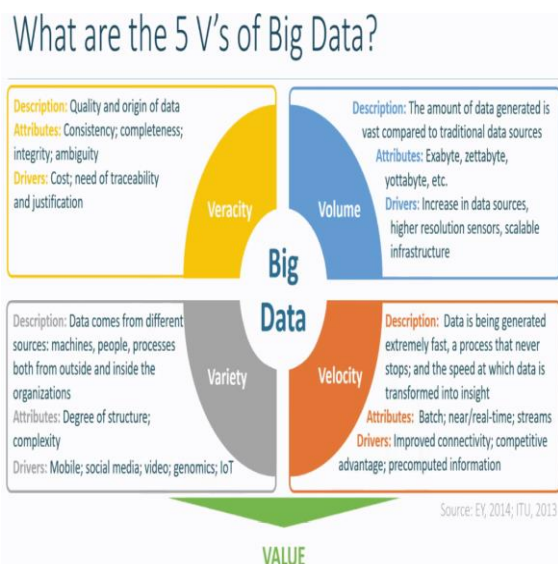 What are the 5 V's of Big Data?
Description: Quality and origin of data
Attributes: Consistency; completeness;
integrity; ambiguity
Drivers: Cost; need of traceability
and justification
Veracity
Description: The amount of data generated is
vast compared to traditional data sources
Attributes: Exabyte, zettabyte,
yottabyte, etc.
Drivers: Increase in data sources,
higher resolution sensors, scalable
infrastructure
Volume
Big
Data
Description: Data comes from different
sources: machines, people, processes
both from outside and inside the
organizations
Attributes: Degree of structure;
complexity
Drivers: Mobile; social media; video; genomics; IoT
Variety
Description: Data is being generated
extremely fast, a process that never
stops; and the speed at which data is
transformed into insight
Attributes: Batch; near/real-time; streams
Drivers: Improved connectivity; competitive
advantage; precomputed information
Velocity
Source: EY, 2014; ITU, 2013
VALUE